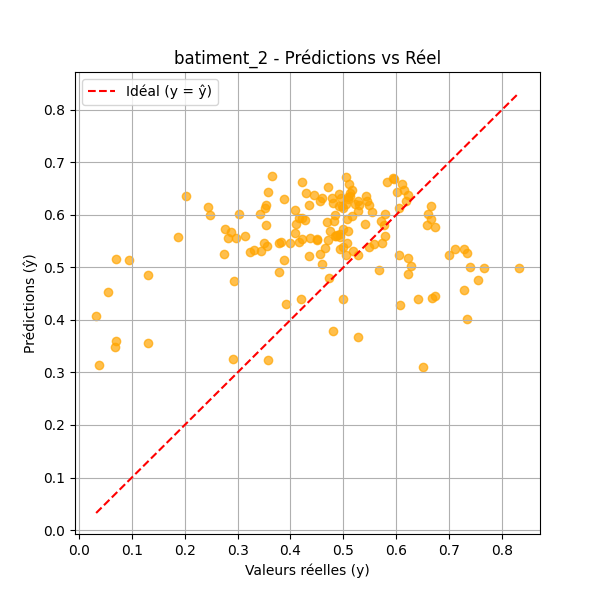 batiment_2 - Prédictions vs Réel
Idéal (y = ŷ)
Prédictions (ŷ)
0.8
0.7
0.6
0.5
0.4
0.3
0.2
0.1
0.0
0.0 0.1 0.2 0.3 0.4 0.5 0.6 0.7 0.8
Valeurs réelles (y)